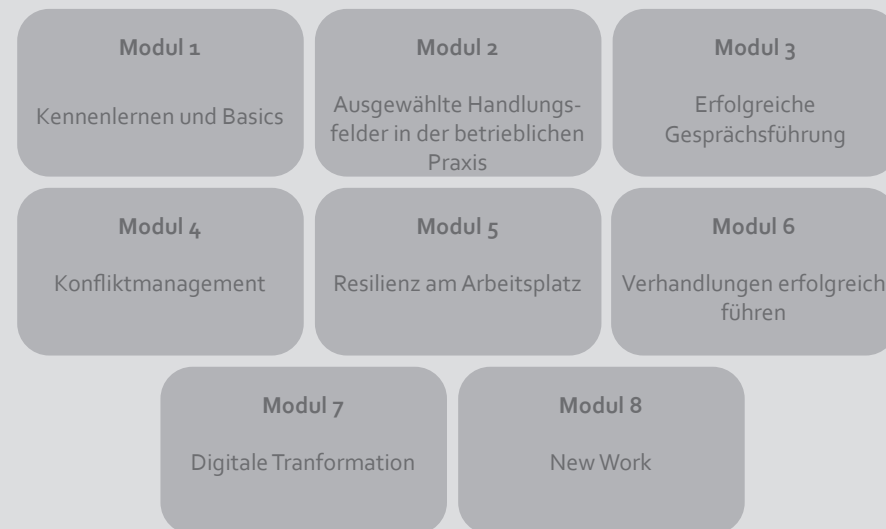 Modul 1
Kennenlernen und Basics
Modul 2
Ausgewählte Handlungs-
felder in der betrieblichen
Praxis
Modul 3
Erfolgreiche
Gesprächsführung
Modul 4
Konfliktmanagement
Modul 5
Resilienz am Arbeitsplatz
Modul 6
Verhandlungen erfolgreich
führen
Modul 7
Digitale Tranformation
Modul 8
New Work